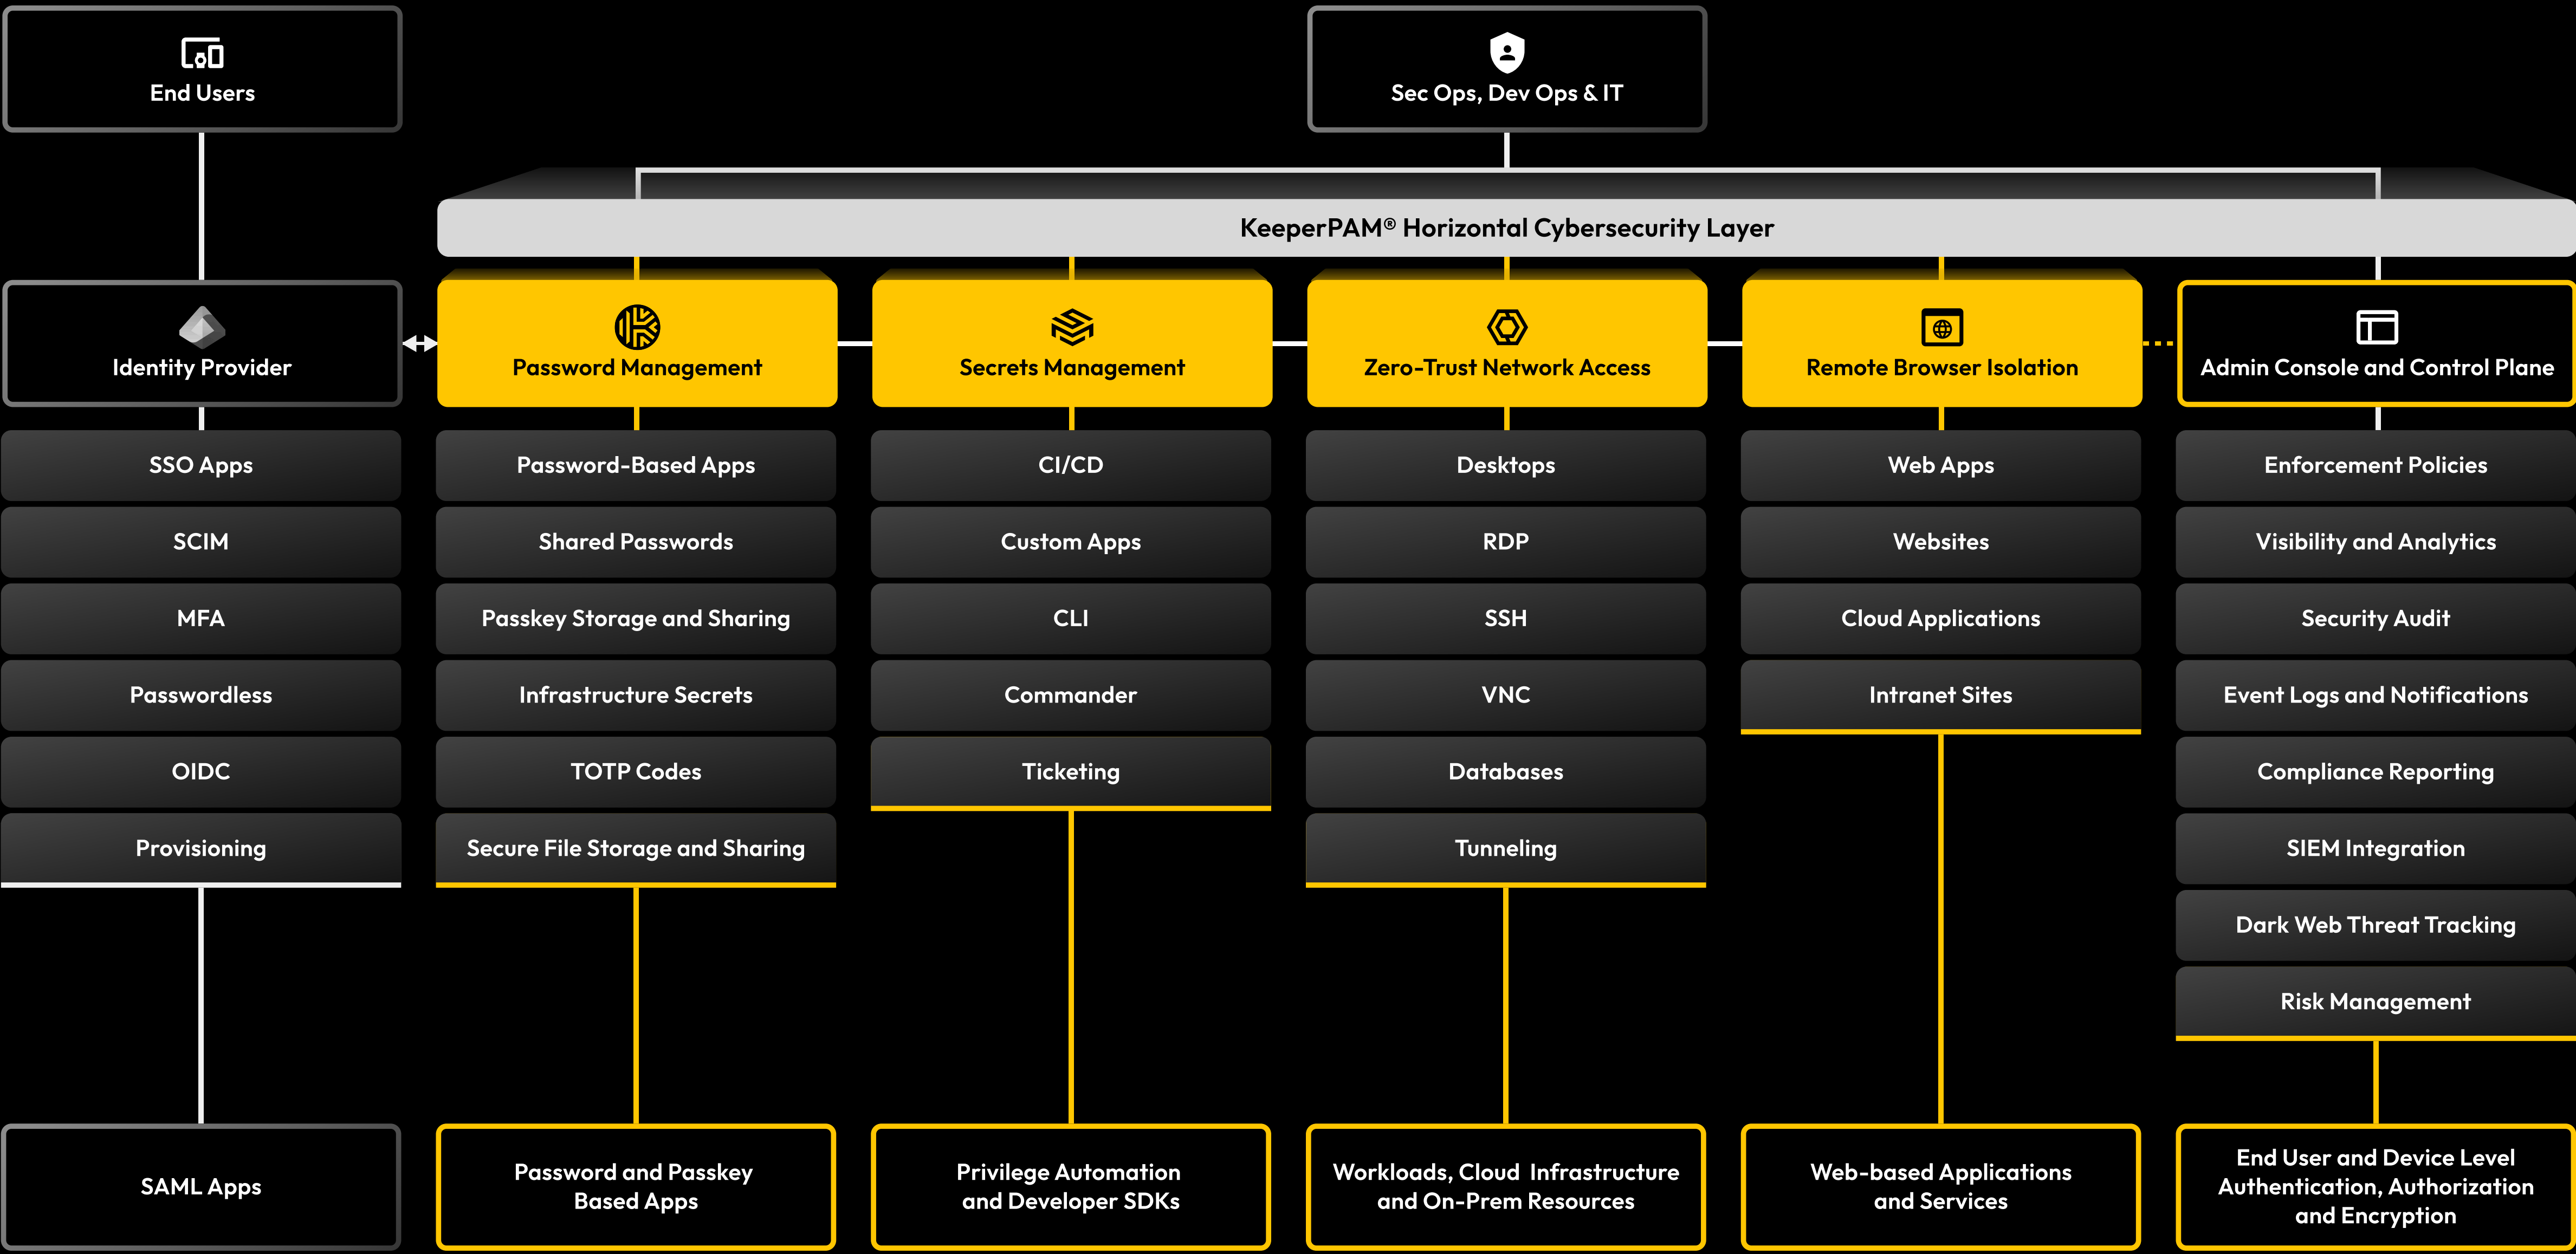 End Users
Sec Ops, Dev Ops & IT
KeeperPAM® Horizontal Cybersecurity Layer
Identity Provider
Password Management
Secrets Management
Zero-Trust Network Access
Remote Browser Isolation
Admin Console and Control Plane
SSO Apps
SCIM
MFA
Passwordless
OIDC
Provisioning
Password-Based Apps
Shared Passwords
Passkey Storage and Sharing
Infrastructure Secrets
TOTP Codes
Secure File Storage and Sharing
CI/CD
Custom Apps
CLI
Commander
Ticketing
Desktops
RDP
SSH
VNC
Databases
Tunneling
Web Apps
Websites
Cloud Applications
Intranet Sites
Enforcement Policies
Visibility and Analytics
Security Audit
Event Logs and Notifications
Compliance Reporting
SIEM Integration
Dark Web Threat Tracking
Risk Management
SAML Apps
Password and Passkey
Based Apps
Privilege Automation
and Developer SDKs
Workloads, Cloud Infrastructure
and On-Prem Resources
Web-based Applications
and Services
End User and Device Level
Authentication, Authorization
and Encryption